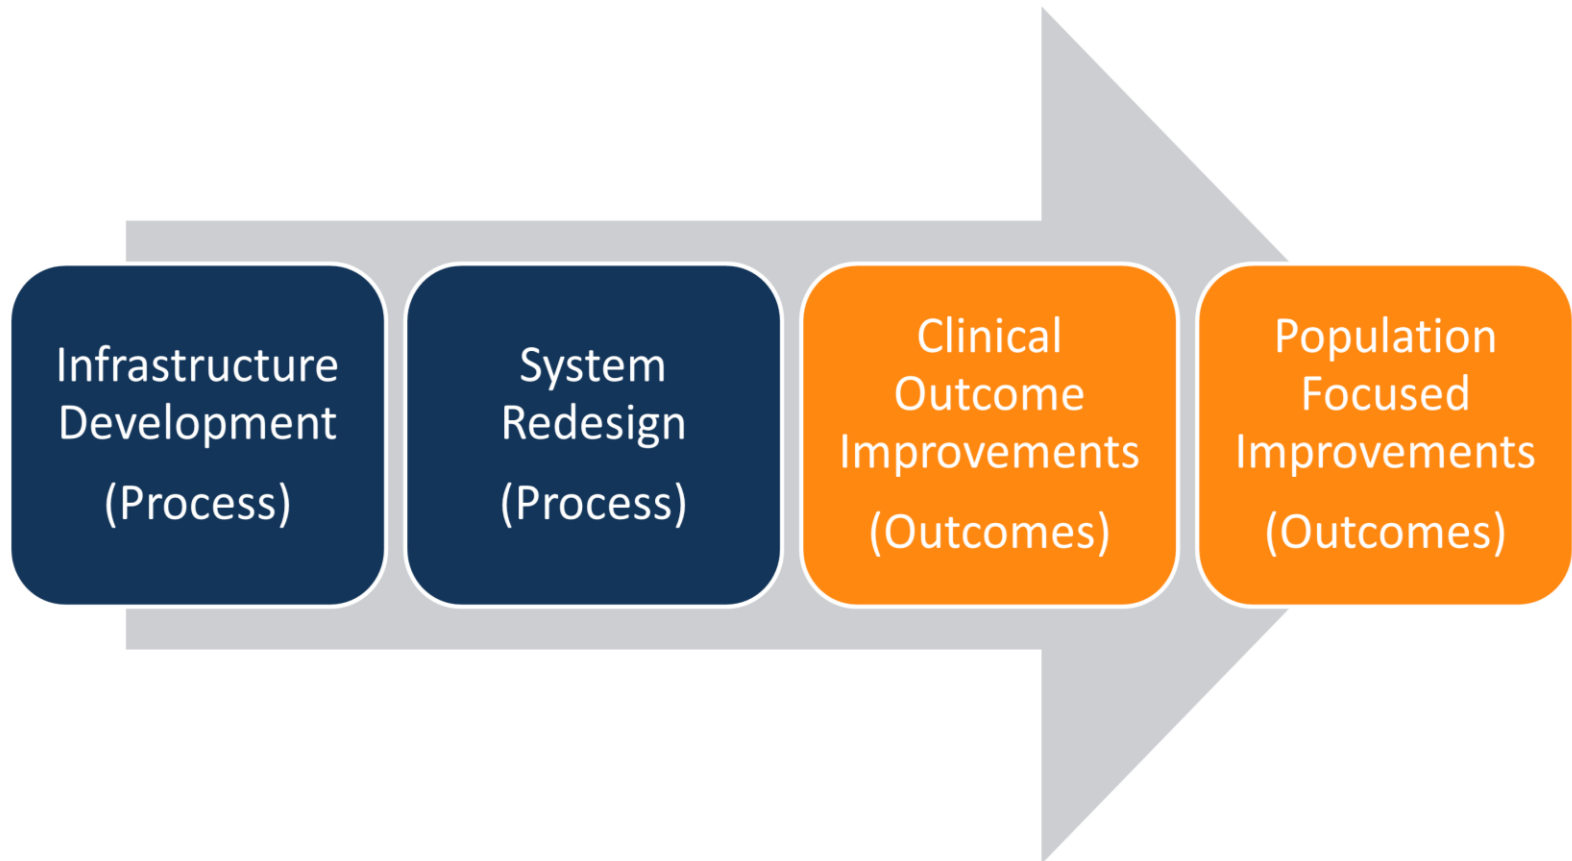 Infrastructure
Development
(Process)
System
Redesign
(Process)
Clinical
Outcome
Improvements
(Outcomes)
Population
Focused
Improvements
(Outcomes)